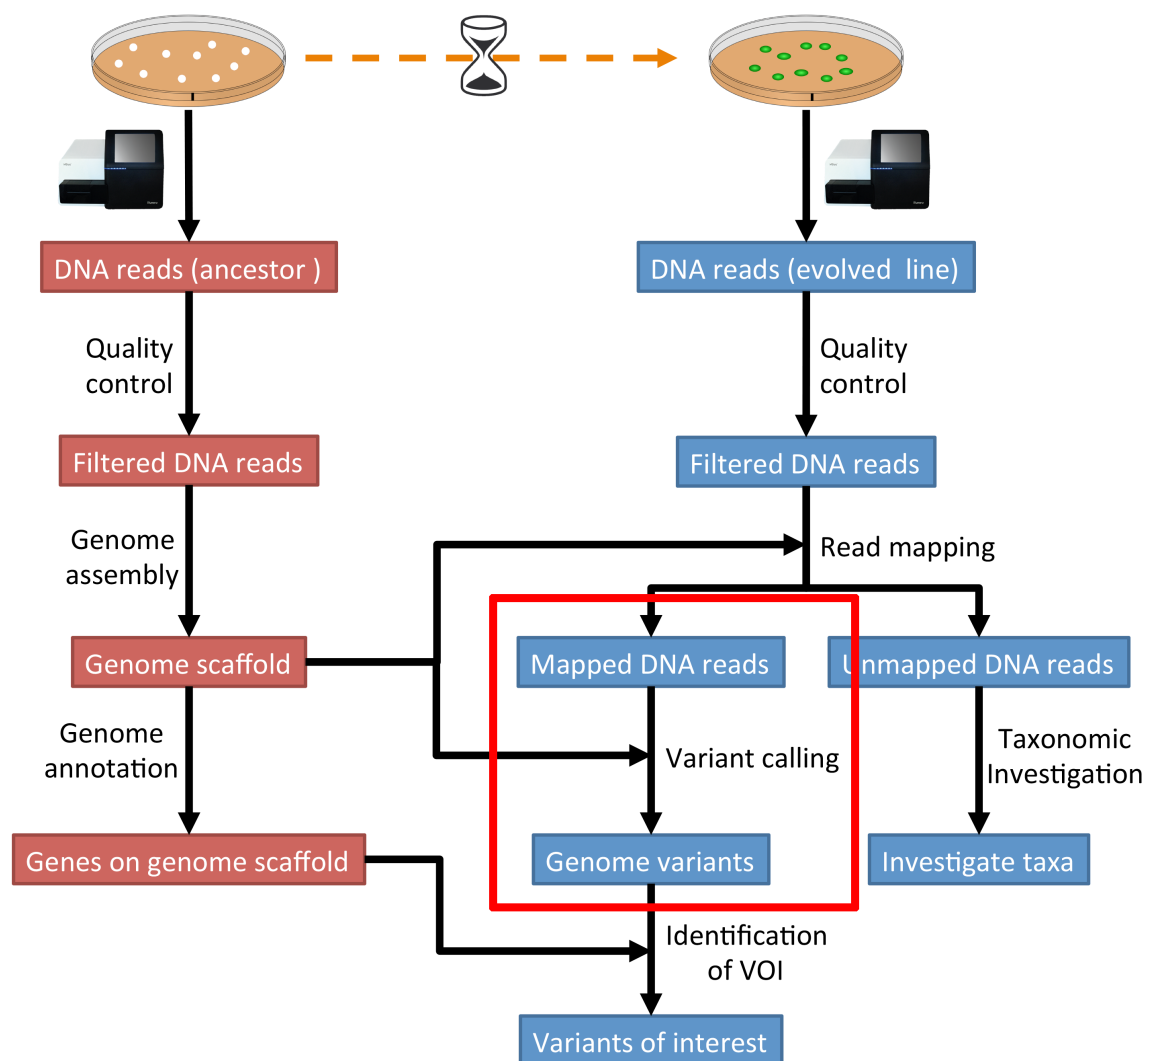 DNA reads (ancestor )
DNA reads (evolved  line)
Quality
control
Quality
control
Filtered DNA reads
Filtered DNA reads
Genome
assembly
Read mapping
Genome scaffold
Mapped DNA reads
Unmapped DNA reads
Genome
annotation
Variant calling
Taxonomic
Investigation
Genes on genome scaffold
Genome variants
Investigate taxa
Identification
of VOI
Variants of interest